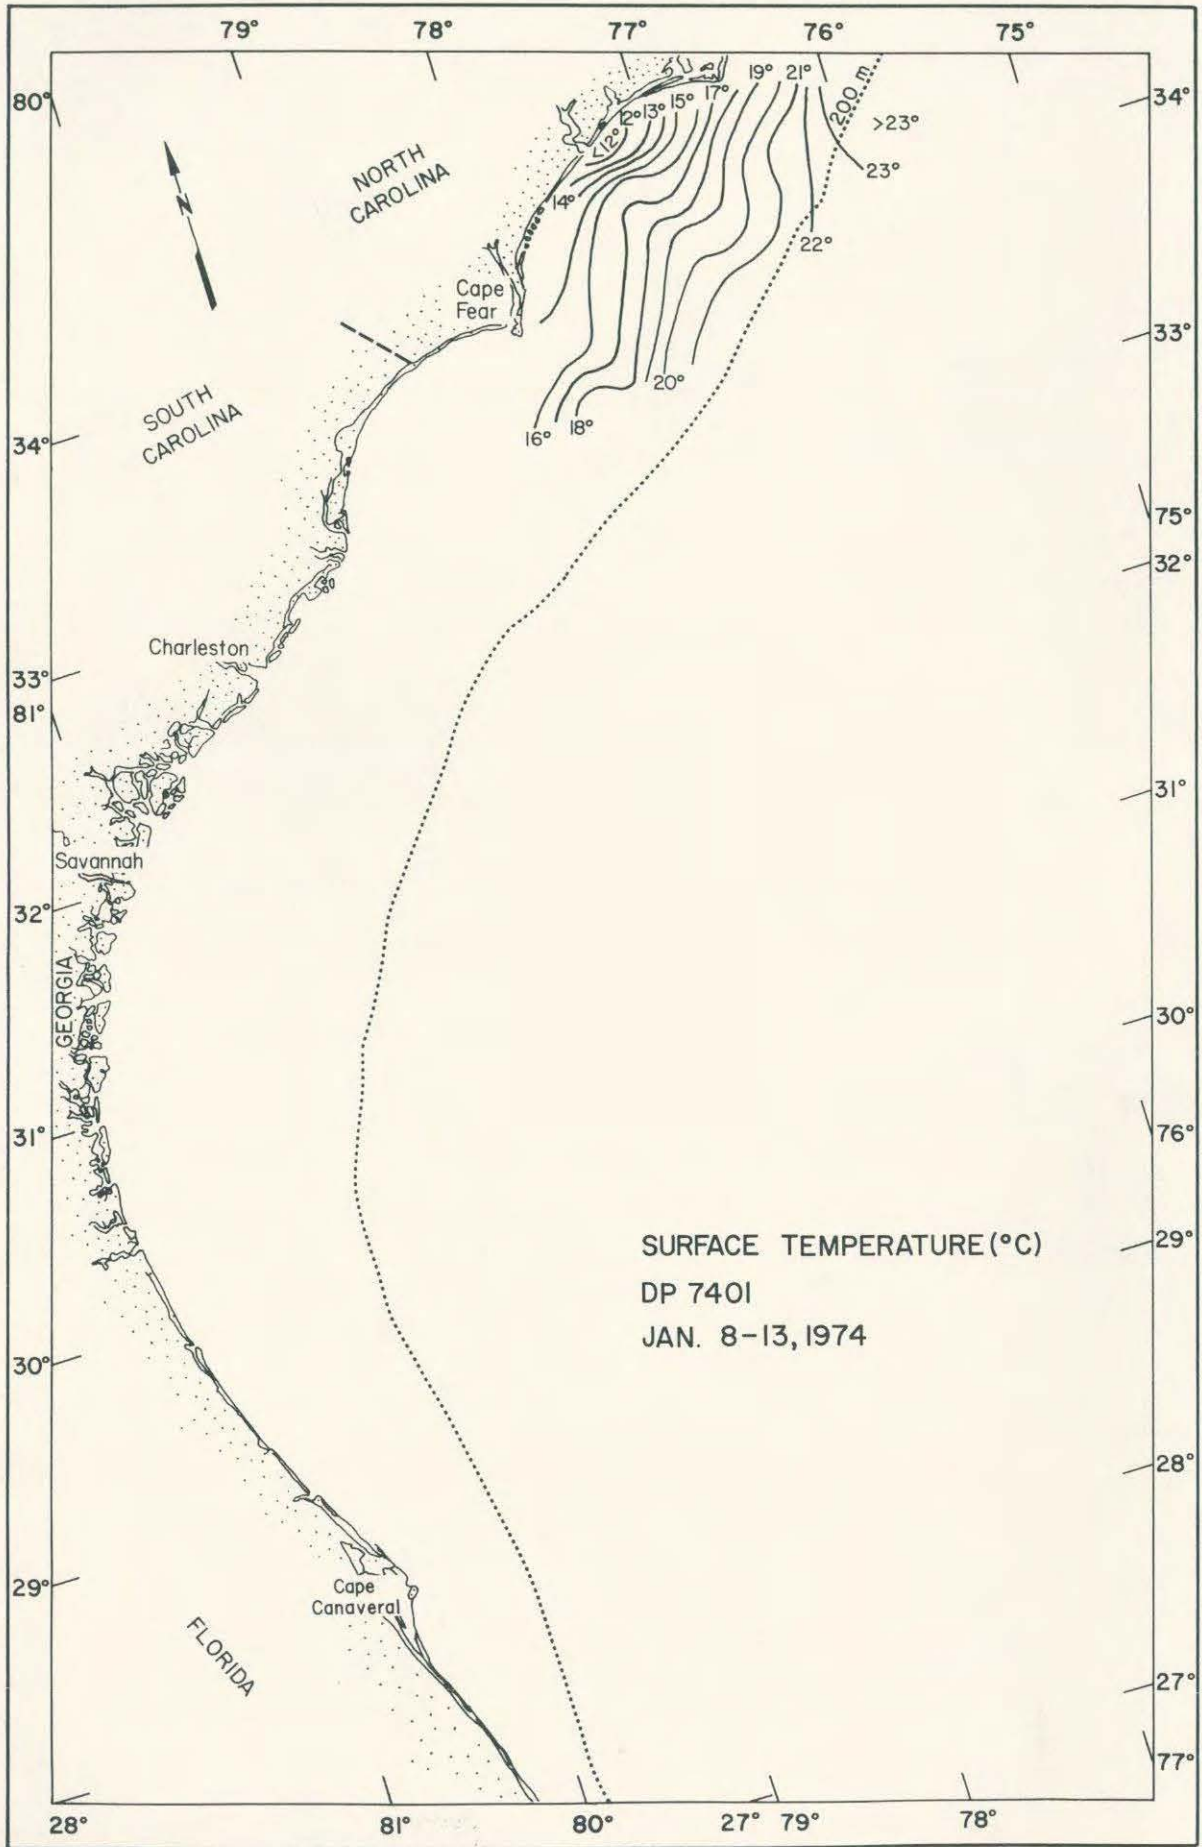 79° 78° 77° 76° 75°
80°
34°
19° 21°
12° 13° 15° 17°
<12°
200 m
>23°
23°
14°
22°
NORTH
CAROLINA
N
Cape
Fear
33°
20°
16° 18°
SOUTH
CAROLINA
34°
75°
32°
Charleston
33°
81°
31°
Savannah
32°
GEORGIA
30°
31°
76°
SURFACE TEMPERATURE (°C)
29°
DP 7401
JAN. 8-13, 1974
30°
28°
29°
Cape
Canaveral
FLORIDA
27°
77°
28° 81° 80° 27° 79° 78°